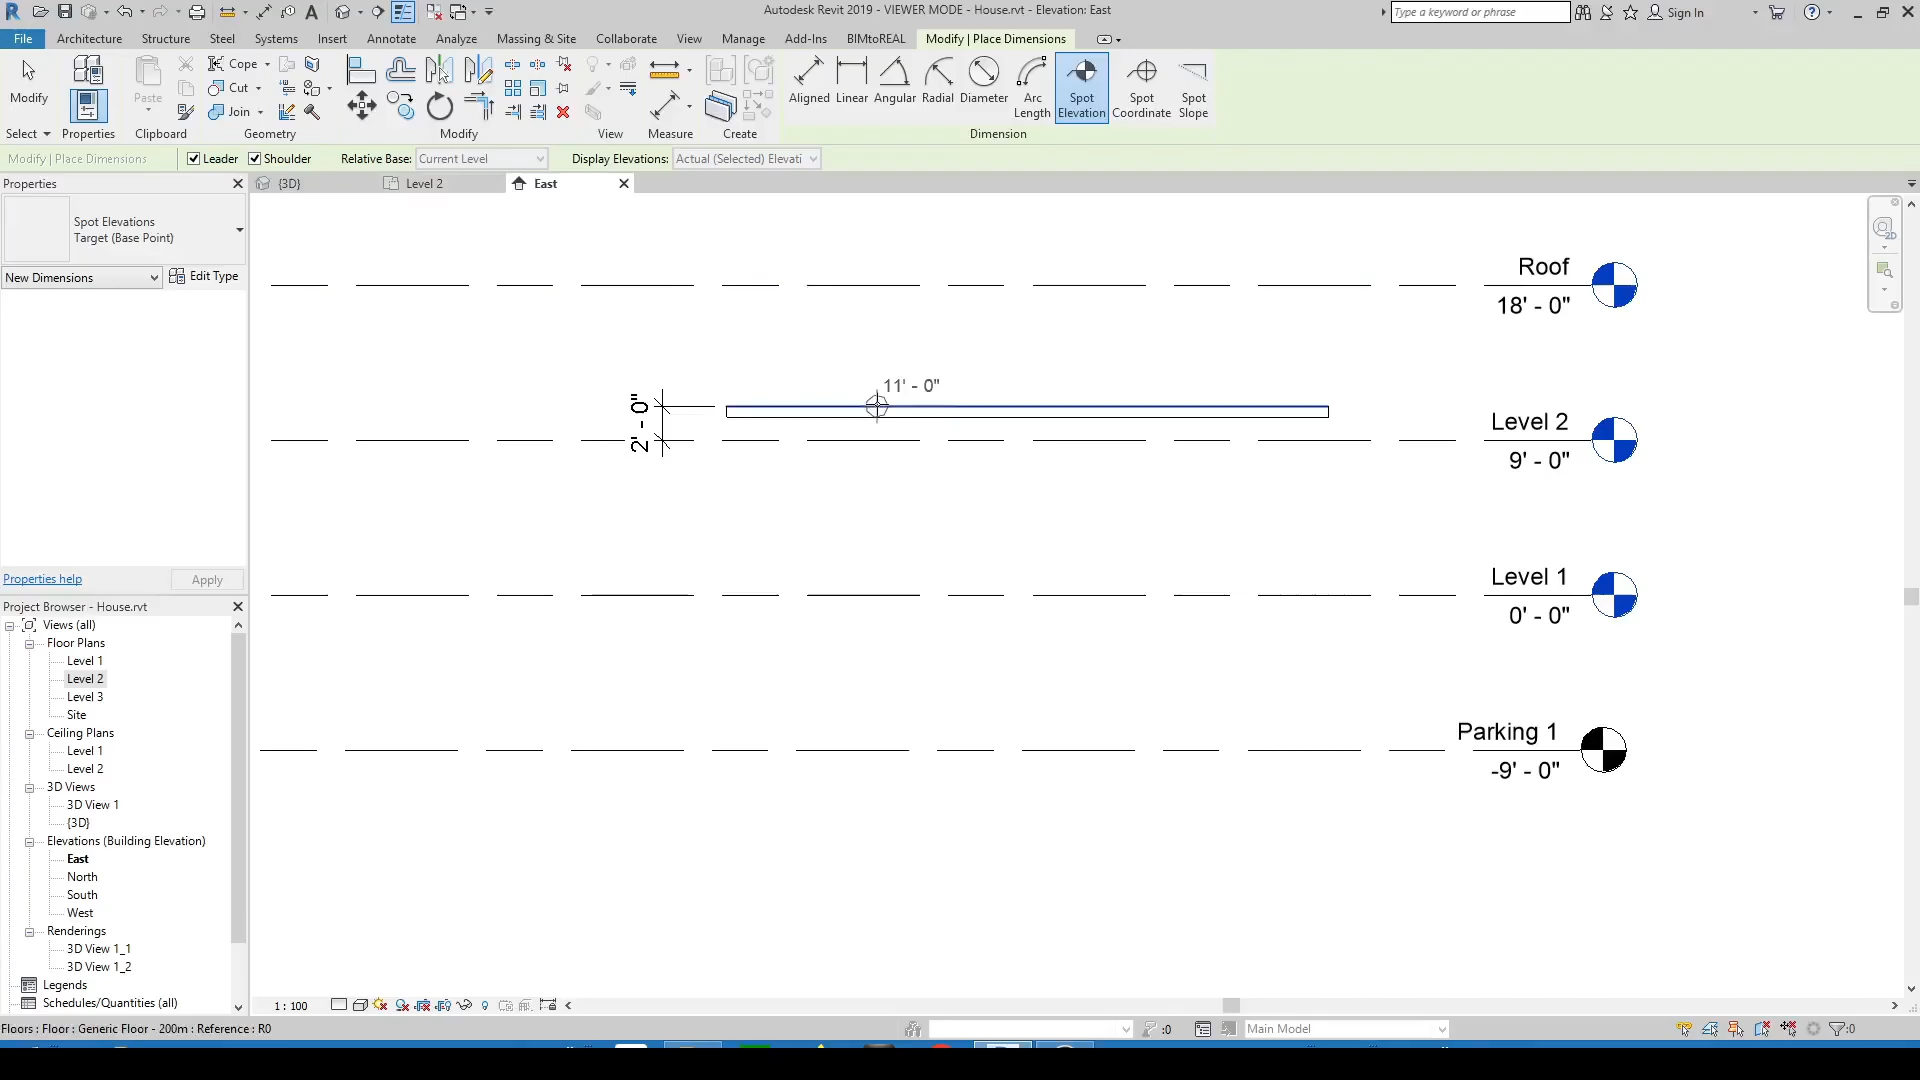 Autodesk Revit 2019 - VIEWER MODE - House.rvt - Elevation: East
Type a keyword or phrase
Sign In
File Architecture Structure Steel Systems Insert Annotate Analyze Massing & Site Collaborate View Manage Add-Ins BIMtoREAL Modify | Place Dimensions
Modify
Paste
Cope
Cut
Join
Aligned Linear Angular Radial Diameter Arc Length Spot Elevation Spot Coordinate Spot Slope
Select Properties Clipboard Geometry Modify View Measure Create Dimension
Modify | Place Dimensions
Leader
Shoulder
Relative Base: Current Level
Display Elevations: Actual (Selected) Elevati
Properties
{3D}
Level 2
East
Spot Elevations
Target (Base Point)
New Dimensions
Edit Type
2D
Roof
18' - 0"
11' - 0"
2' - 0"
Level 2
9' - 0"
Level 1
0' - 0"
Parking 1
-9' - 0"
Properties help
Apply
Project Browser - House.rvt
Views (all)
Floor Plans
Level 1
Level 2
Level 3
Site
Ceiling Plans
Level 1
Level 2
3D Views
3D View 1
{3D}
Elevations (Building Elevation)
East
North
South
West
Renderings
3D View 1_1
3D View 1_2
Legends
Schedules/Quantities (all)
1 : 100
Floors : Floor : Generic Floor - 200m : Reference : R0
:0
Main Model
:0